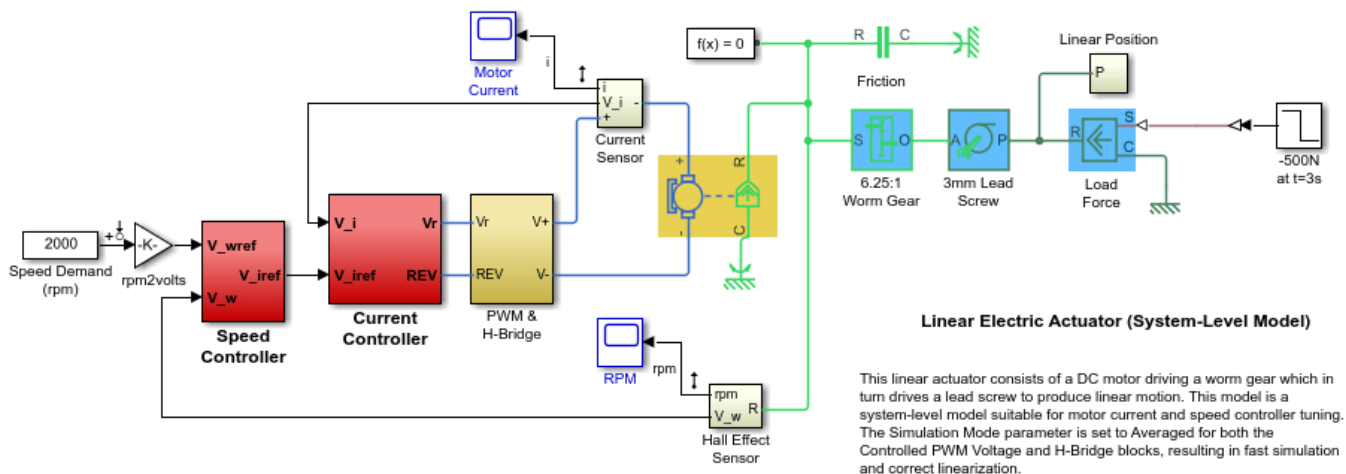 Motor
Current
i
i
V_i
+
-
Current
Sensor
f(x) = 0
R
C
Friction
Linear Position
P
S
O
6.25:1
Worm Gear
A
P
3mm Lead
Screw
R
S
C
Load
Force
-500N
at t=3s
+
-
R
C
2000
Speed Demand
(rpm)
+
-K-
rpm2volts
V_wref
V_iref
V_w
Speed
Controller
V_i
Vr
V_iref
REV
Current
Controller
Vr
V+
REV
V-
PWM &
H-Bridge
RPM
rpm
rpm
V_w
R
Hall Effect
Sensor
Linear Electric Actuator (System-Level Model)
This linear actuator consists of a DC motor driving a worm gear which in
turn drives a lead screw to produce linear motion. This model is a
system-level model suitable for motor current and speed controller tuning.
The Simulation Mode parameter is set to Averaged for both the
Controlled PWM Voltage and H-Bridge blocks, resulting in fast simulation
and correct linearization.